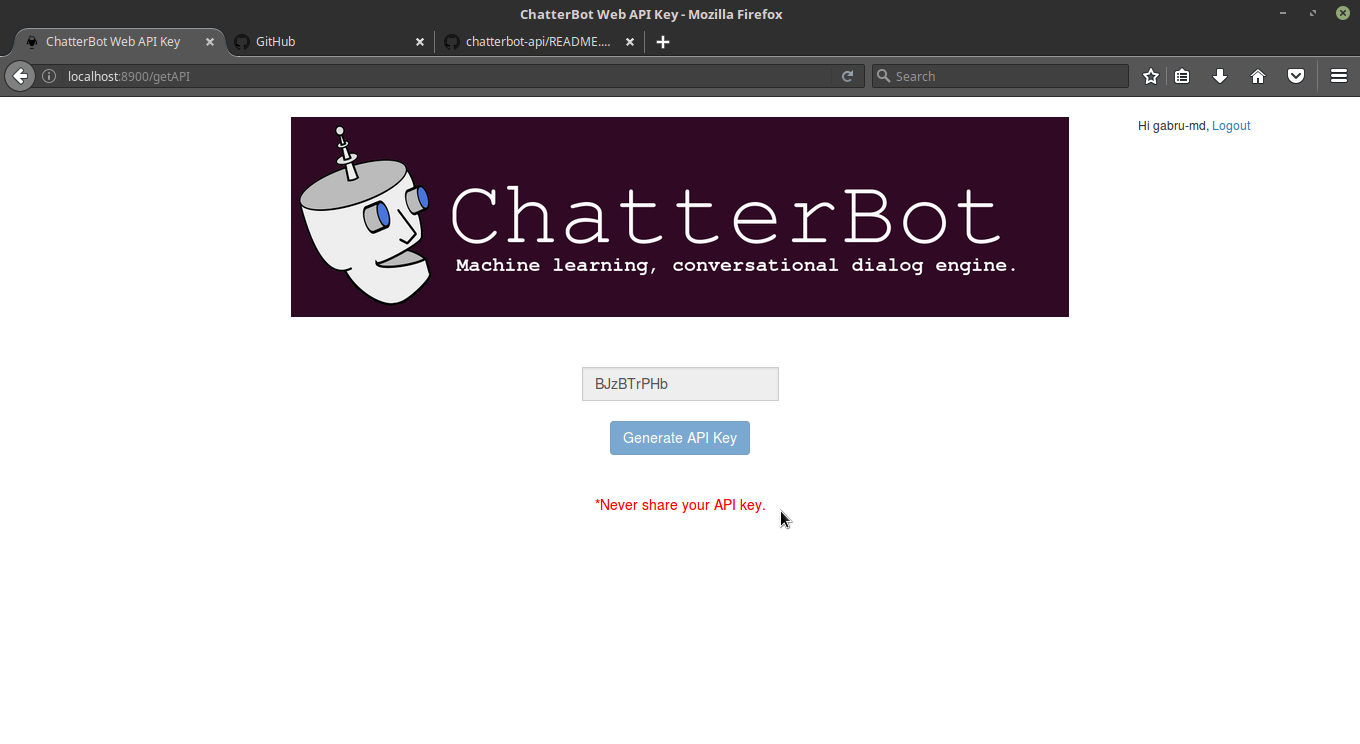 ChatterBot Web API Key - Mozilla Firefox
ChatterBot Web API Key
GitHub
chatterbot-api/README....
localhost:8900/getAPI
Search
Hi gabru-md, Logout
ChatterBot
Machine learning, conversational dialog engine.
BJzBTrPHb
Generate API Key
*Never share your API key.